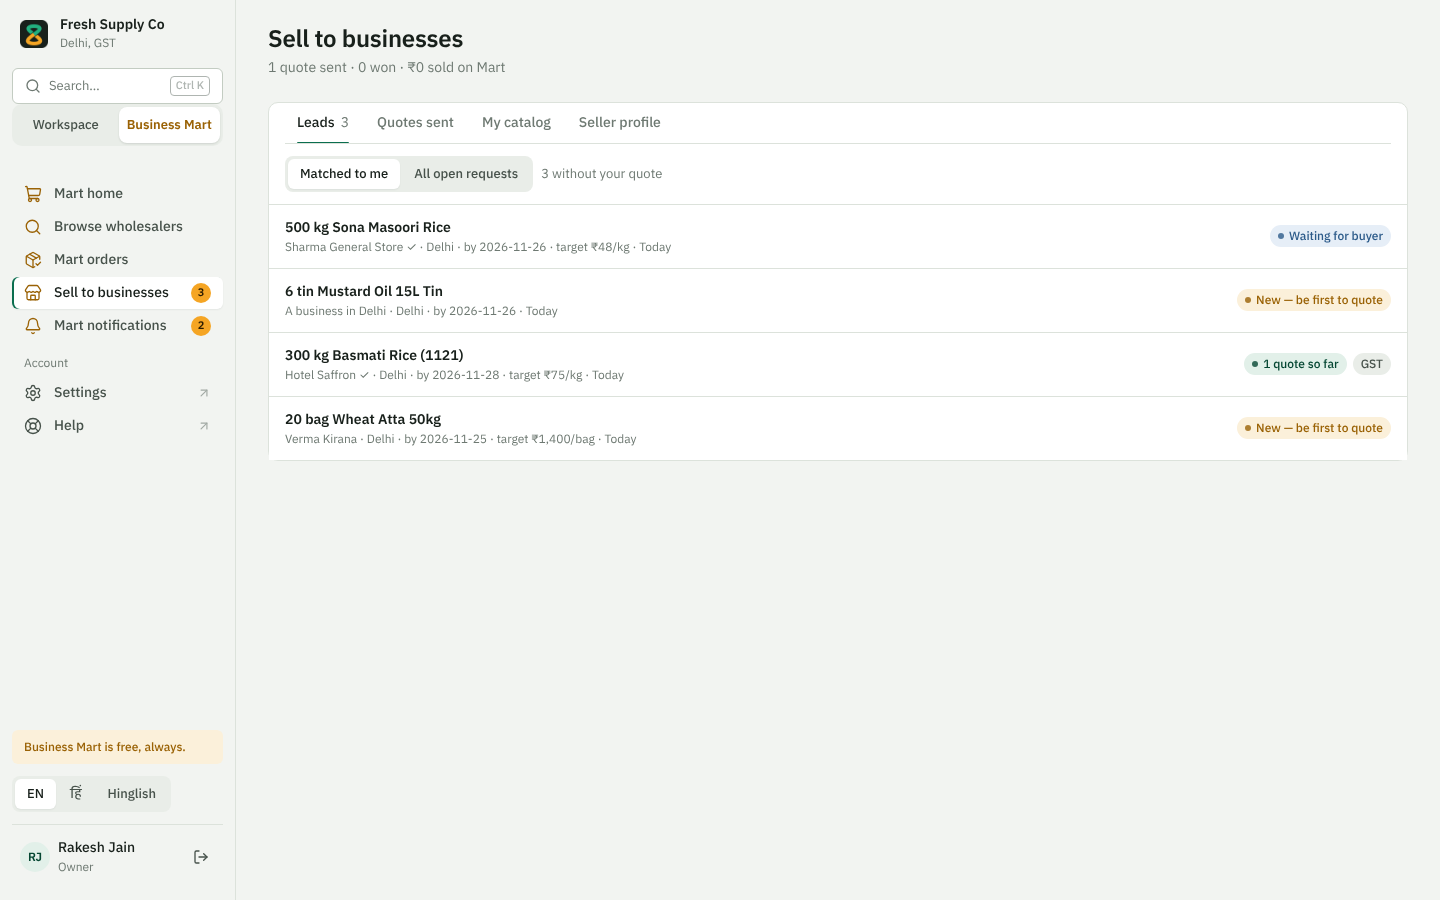 Fresh Supply Co
Delhi, GST
Search...
Ctrl K
Workspace
Business Mart
Mart home
Browse wholesalers
Mart orders
Sell to businesses 3
Mart notifications 2
Account
Settings
Help
Business Mart is free, always.
EN
हिं
Hinglish
RJ
Rakesh Jain
Owner
Sell to businesses
1 quote sent · 0 won · ₹0 sold on Mart
Leads 3
Quotes sent
My catalog
Seller profile
Matched to me
All open requests
3 without your quote
500 kg Sona Masoori Rice
Sharma General Store ✓ · Delhi · by 2026-11-26 · target ₹48/kg · Today
Waiting for buyer
6 tin Mustard Oil 15L Tin
A business in Delhi · Delhi · by 2026-11-26 · Today
New — be first to quote
300 kg Basmati Rice (1121)
Hotel Saffron ✓ · Delhi · by 2026-11-28 · target ₹75/kg · Today
1 quote so far
GST
20 bag Wheat Atta 50kg
Verma Kirana · Delhi · by 2026-11-25 · target ₹1,400/bag · Today
New — be first to quote